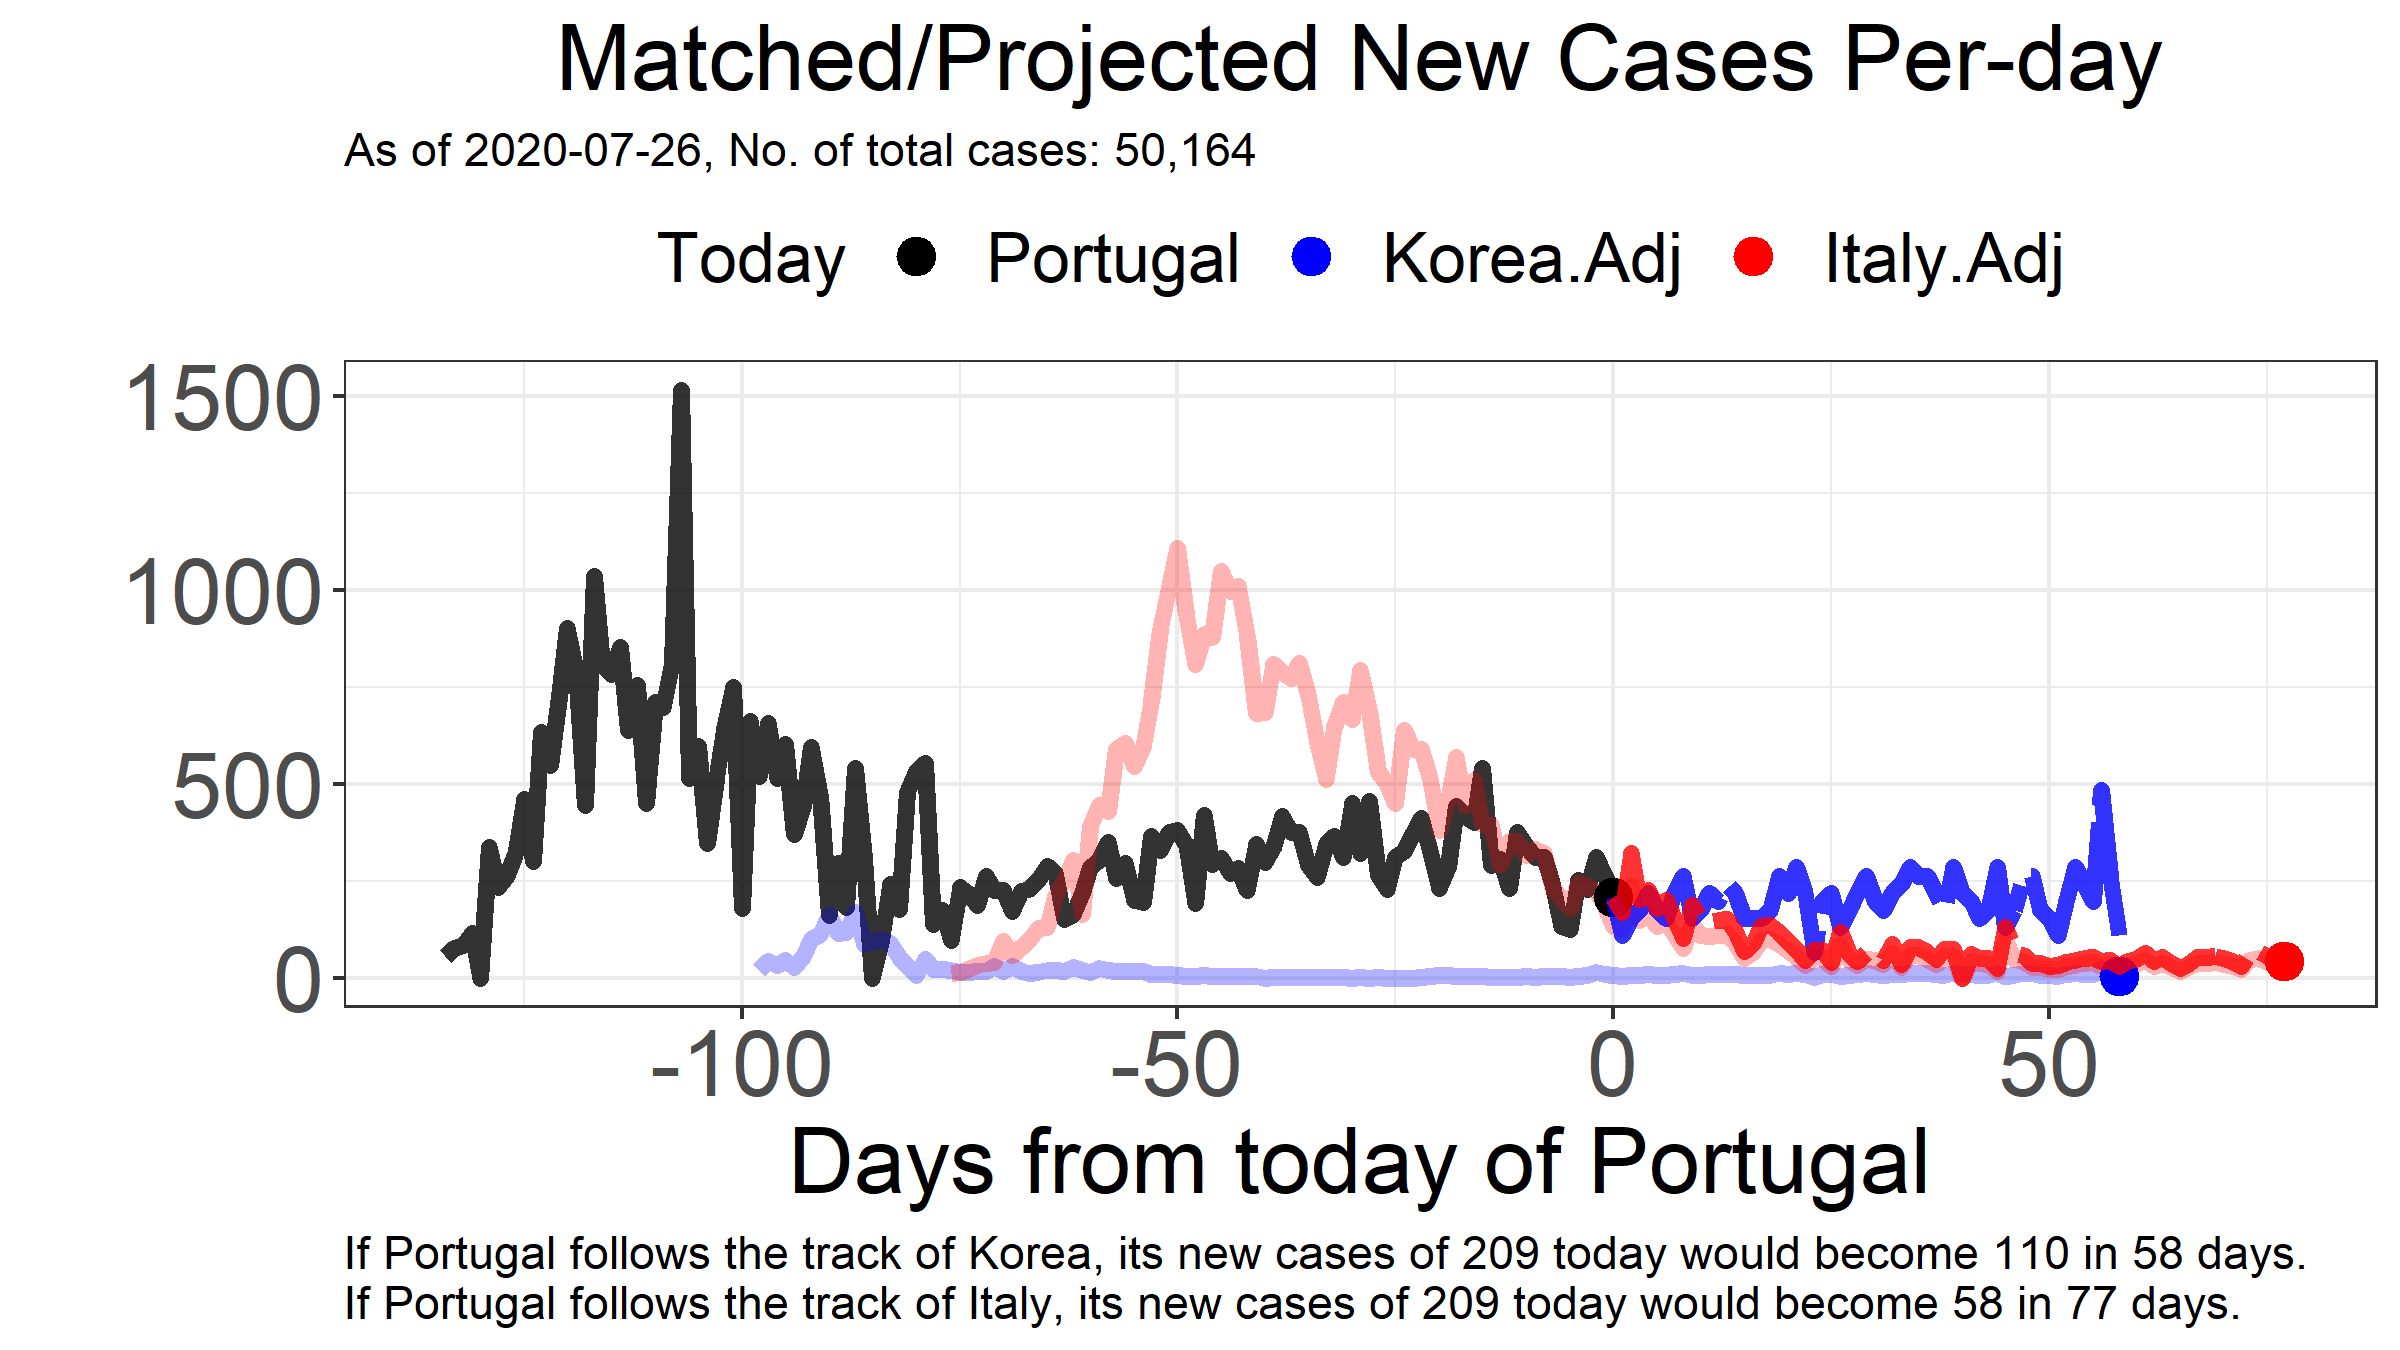 Matched/Projected New Cases Per-day
As of 2020-07-26, No. of total cases: 50,164
Today Portugal Korea.Adj Italy.Adj
1500
1000
500
0
-100 -50 0 50
Days from today of Portugal
If Portugal follows the track of Korea, its new cases of 209 today would become 110 in 58 days.
If Portugal follows the track of Italy, its new cases of 209 today would become 58 in 77 days.